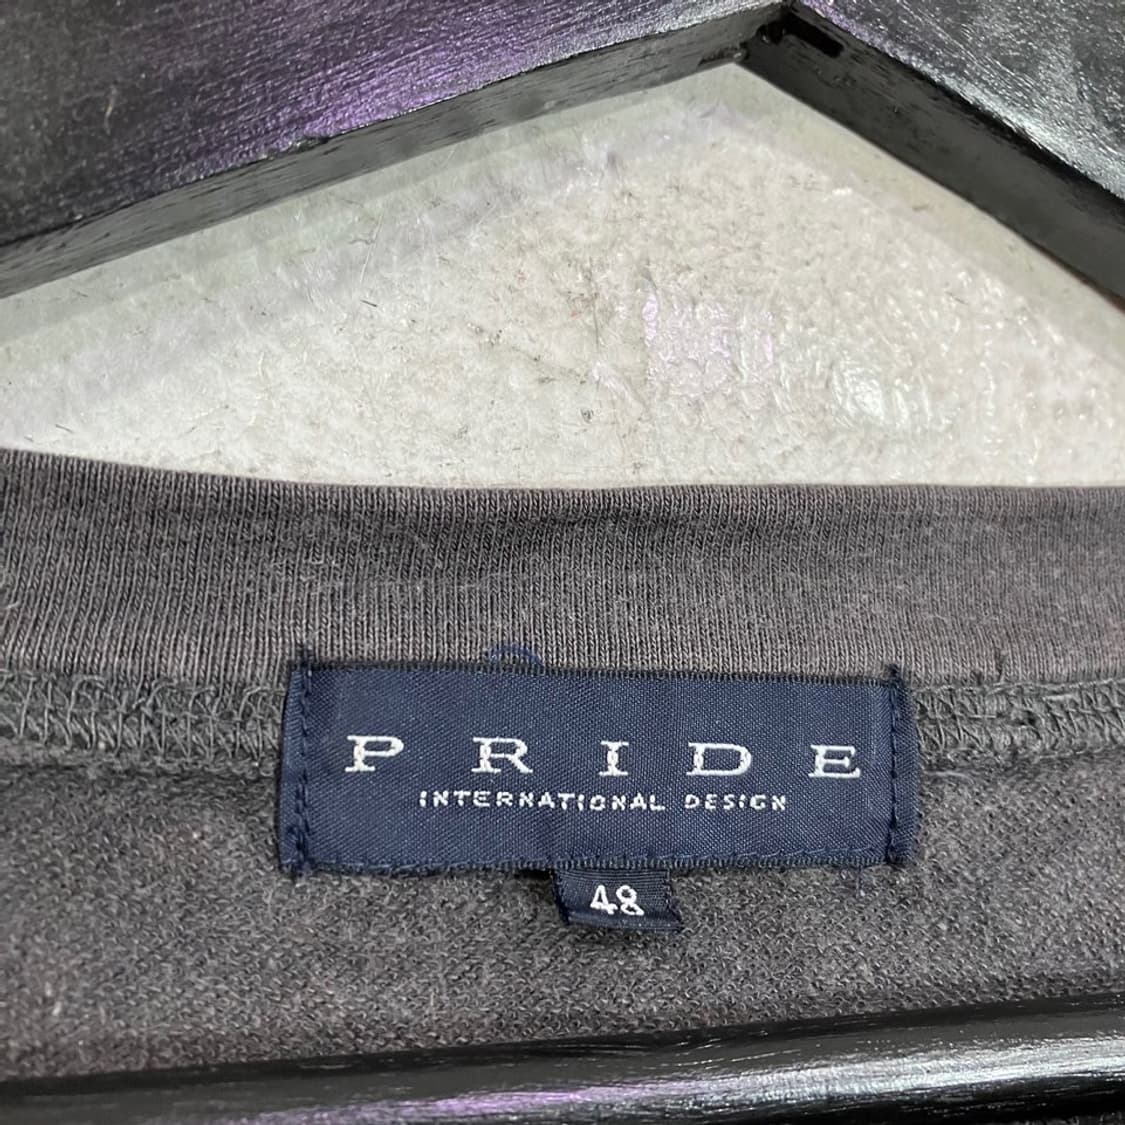 PRIDE
INTERNATIONAL DESIGN
48